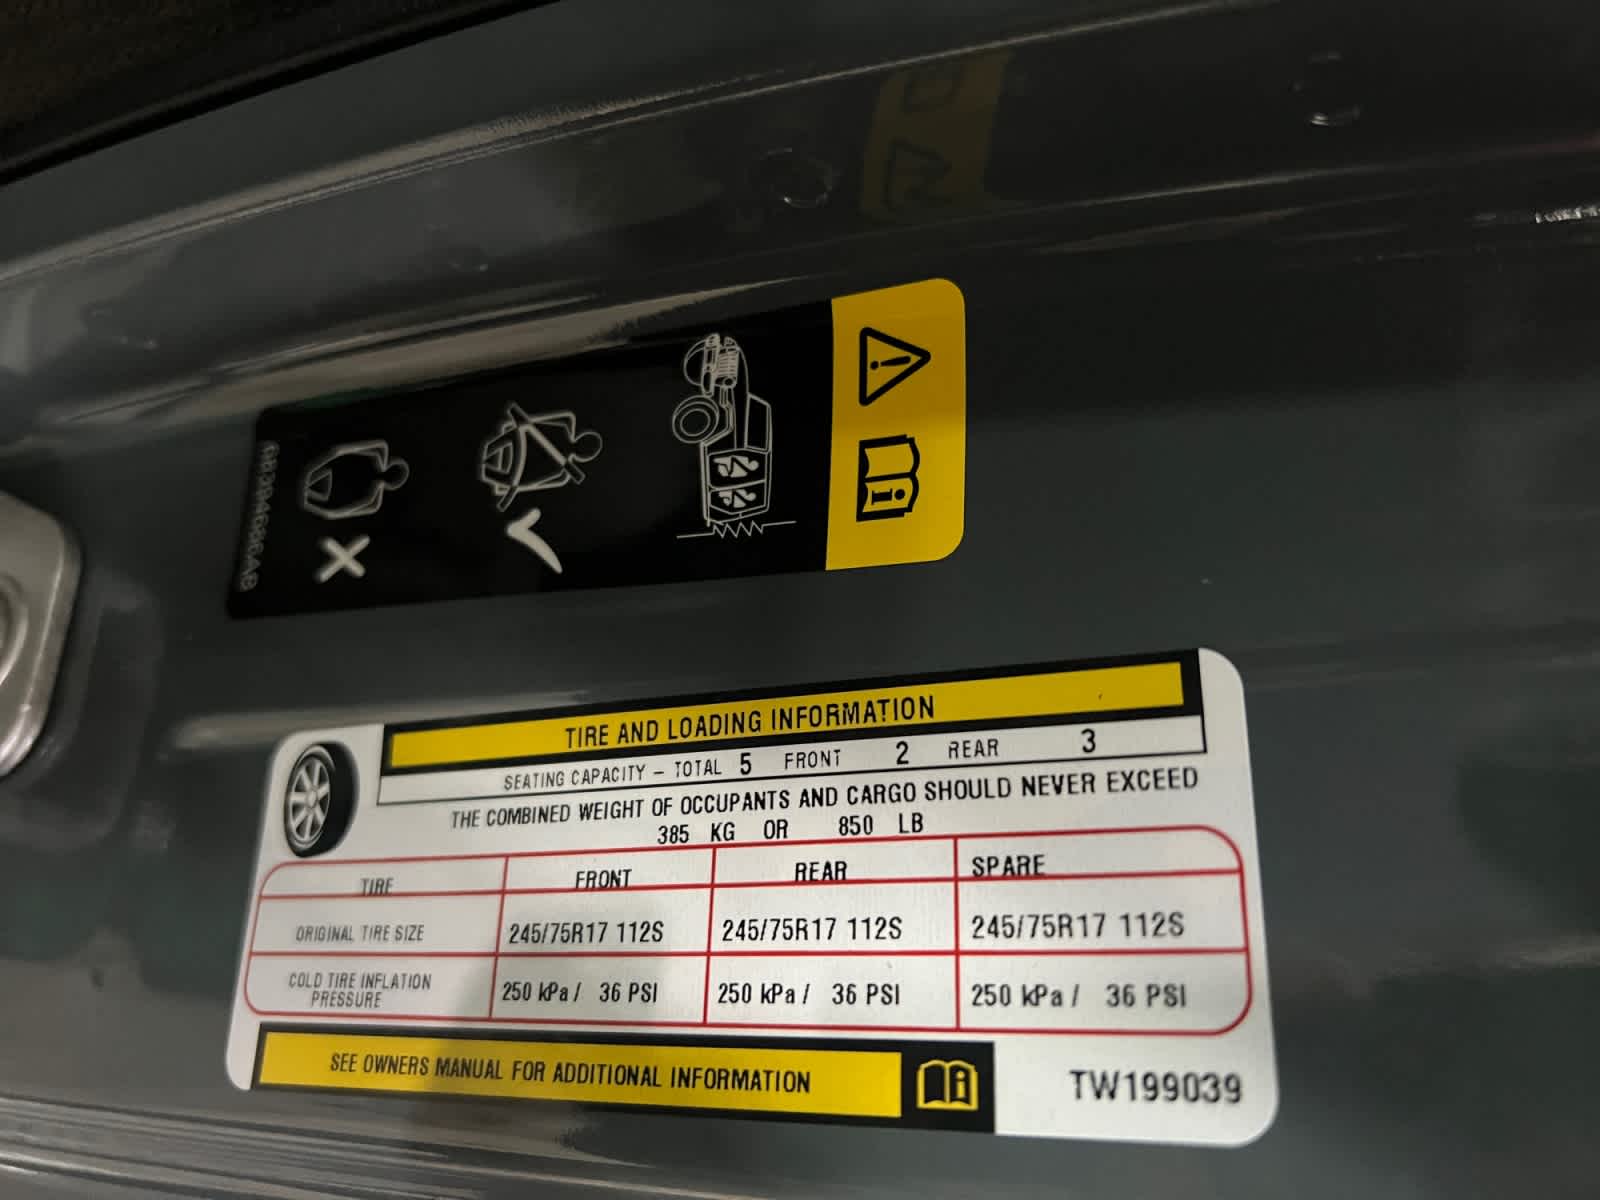 68394686AB
TIRE AND LOADING INFORMATION
SEATING CAPACITY – TOTAL 5 FRONT 2 REAR 3
THE COMBINED WEIGHT OF OCCUPANTS AND CARGO SHOULD NEVER EXCEED
385 KG OR 850 LB
TIRE FRONT REAR SPARE
ORIGINAL TIRE SIZE 245/75R17 112S 245/75R17 112S 245/75R17 112S
COLD TIRE INFLATION
PRESSURE 250 kPa / 36 PSI 250 kPa / 36 PSI 250 kPa / 36 PSI
SEE OWNERS MANUAL FOR ADDITIONAL INFORMATION
TW199039